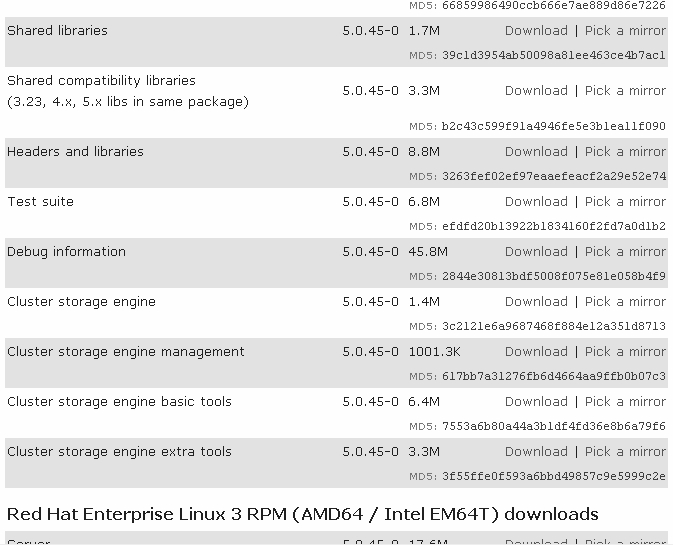 MD5: 66859986490ccb666e7ae889d86e7226
Shared libraries 5.0.45-0 1.7M Download | Pick a mirror
MD5: 39c1d3954ab50098a81ee463ce4b7ac1
Shared compatibility libraries
(3.23, 4.x, 5.x libs in same package) 5.0.45-0 3.3M Download | Pick a mirror
MD5: b2c43c599f91a4946fe5e3b1ea11f090
Headers and libraries 5.0.45-0 8.8M Download | Pick a mirror
MD5: 3263fef02ef97eaaefeacf2a29e52e74
Test suite 5.0.45-0 6.8M Download | Pick a mirror
MD5: efdfd20b13922b1834160f2fd7a0d1b2
Debug information 5.0.45-0 45.8M Download | Pick a mirror
MD5: 2844e30813bdf5008f075e81e058b4f9
Cluster storage engine 5.0.45-0 1.4M Download | Pick a mirror
MD5: 3c2121e6a9687468f884e12a351d8713
Cluster storage engine management 5.0.45-0 1001.3K Download | Pick a mirror
MD5: 617bb7a31276fb6d4664aa9ffb0b07c3
Cluster storage engine basic tools 5.0.45-0 6.4M Download | Pick a mirror
MD5: 7553a6b80a44a3b1df4fd36e8b6a79f6
Cluster storage engine extra tools 5.0.45-0 3.3M Download | Pick a mirror
MD5: 3f55ffe0f593a6bbd49857c9e5999c2e
Red Hat Enterprise Linux 3 RPM (AMD64 / Intel EM64T) downloads
Server 5.0.45-0 17.6M Download | Pick a mirror